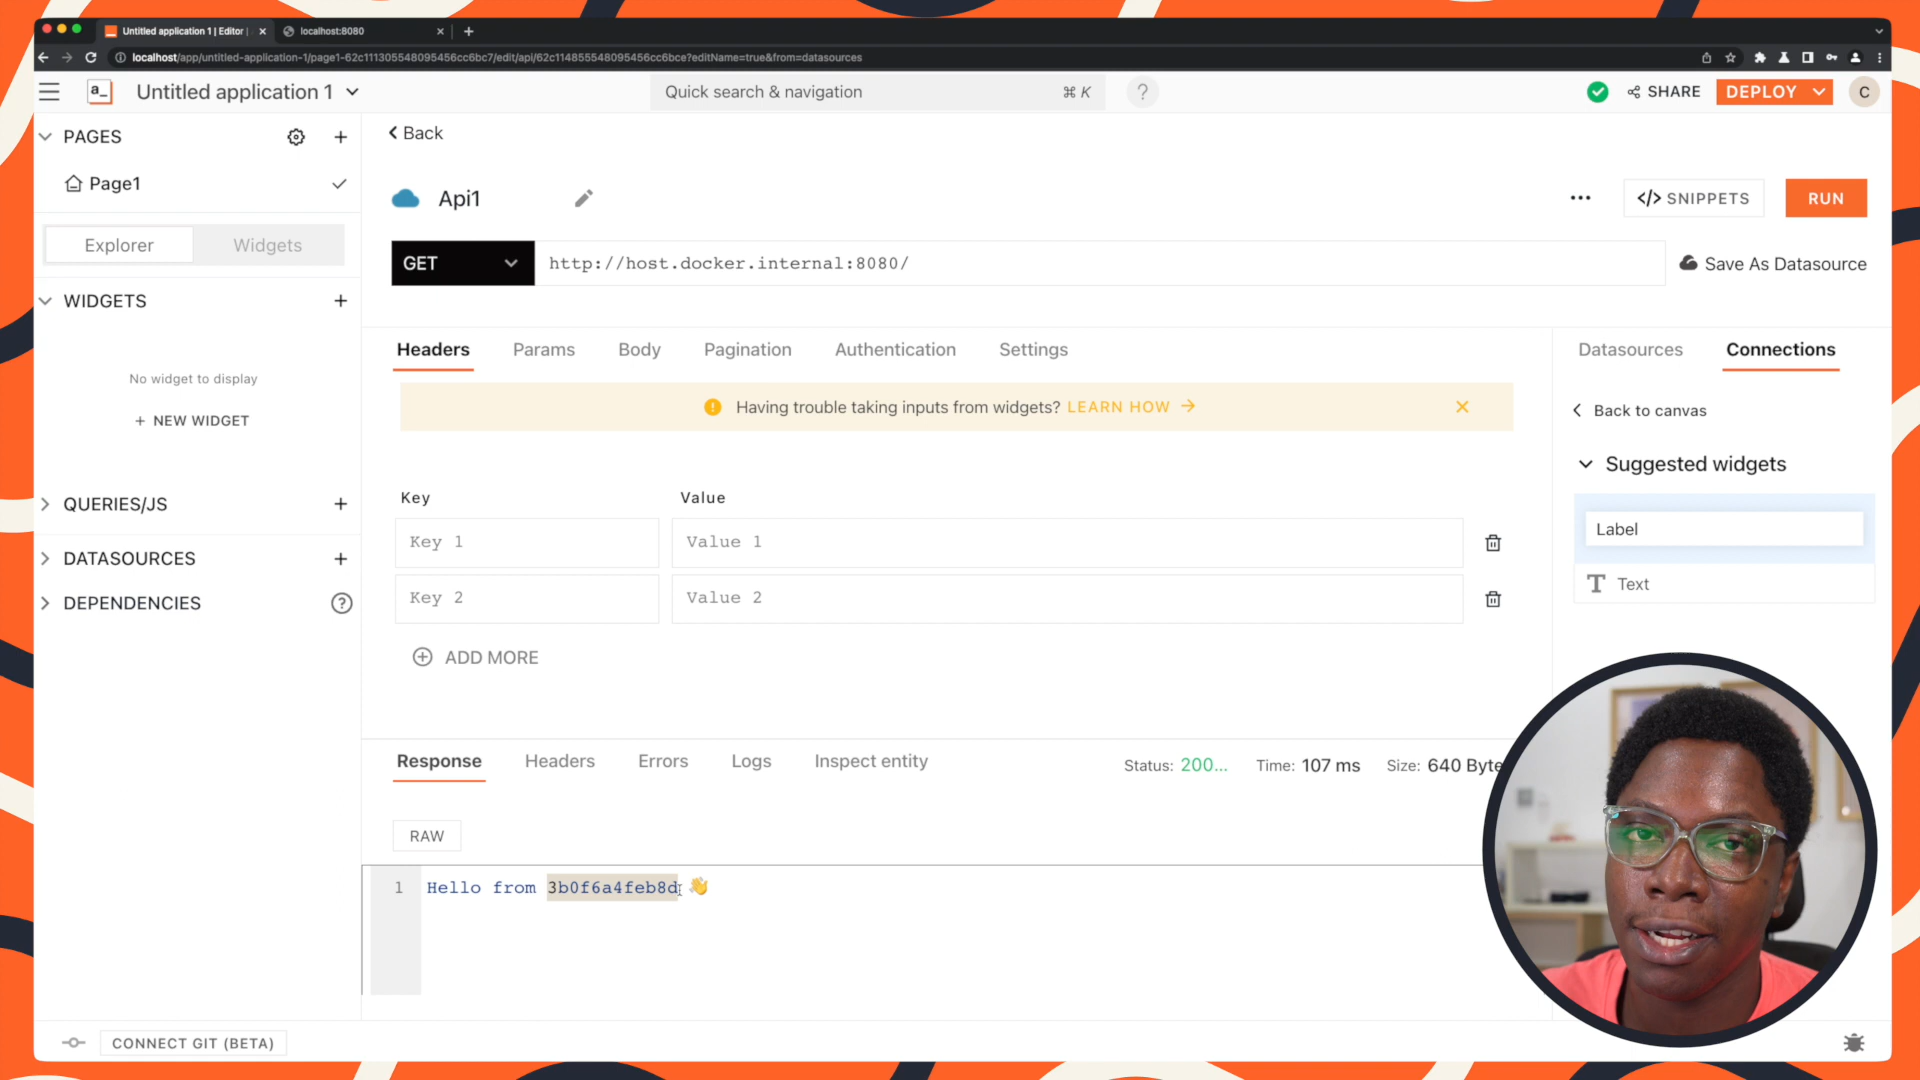 Untitled application 1 | Editor |
localhost:8080
localhost/app/untitled-application-1/page1-62c111305548095456cc6bc7/edit/api/62c114855548095456cc6bce?editName=true&from=datasources
a_
Untitled application 1
Quick search & navigation
⌘ K
?
SHARE
DEPLOY
C
PAGES
Page1
Explorer
Widgets
WIDGETS
No widget to display
+ NEW WIDGET
QUERIES/JS
DATASOURCES
DEPENDENCIES
?
Back
Api1
</> SNIPPETS
RUN
GET
http://host.docker.internal:8080/
Save As Datasource
Headers
Params
Body
Pagination
Authentication
Settings
Having trouble taking inputs from widgets? LEARN HOW
Key
Value
Key 1
Value 1
Key 2
Value 2
ADD MORE
Datasources
Connections
Back to canvas
Suggested widgets
Label
Text
Response
Headers
Errors
Logs
Inspect entity
Status: 200...
Time: 107 ms
Size: 640 Byte
RAW
1
Hello from 3b0f6a4feb8d 👋
CONNECT GIT (BETA)